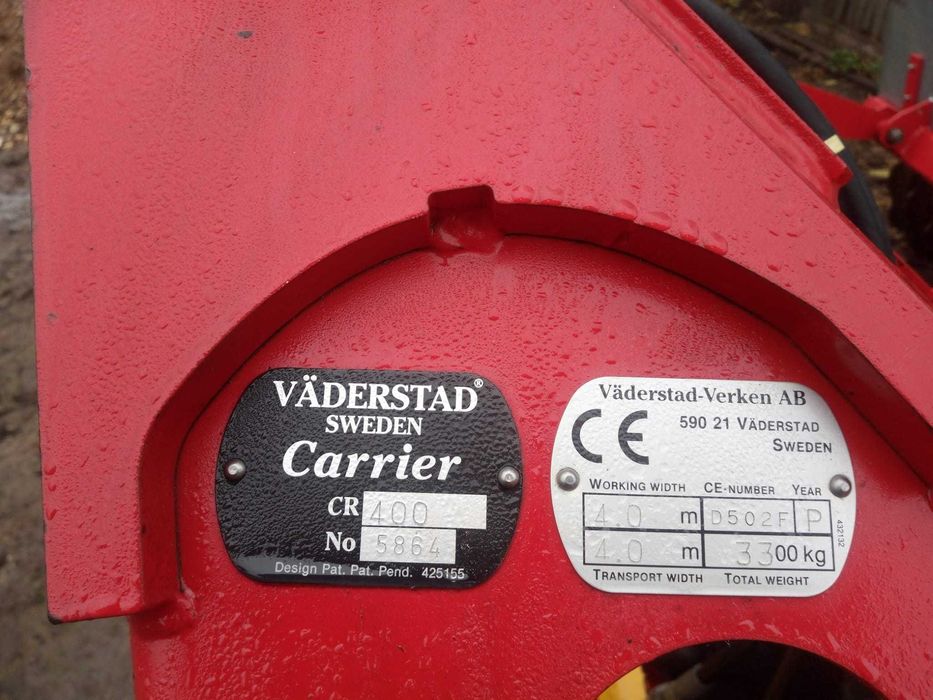 VÄDERSTAD®
SWEDEN
Carrier
CR 400
No 5864
Design Pat. Pat. Pend. 425155
Väderstad-Verken AB
CE
590 21 VÄDERSTAD
SWEDEN
WORKING WIDTH CE-NUMBER YEAR
4.0 m D502F P
4.0 m 3300 kg
TRANSPORT WIDTH TOTAL WEIGHT
432132